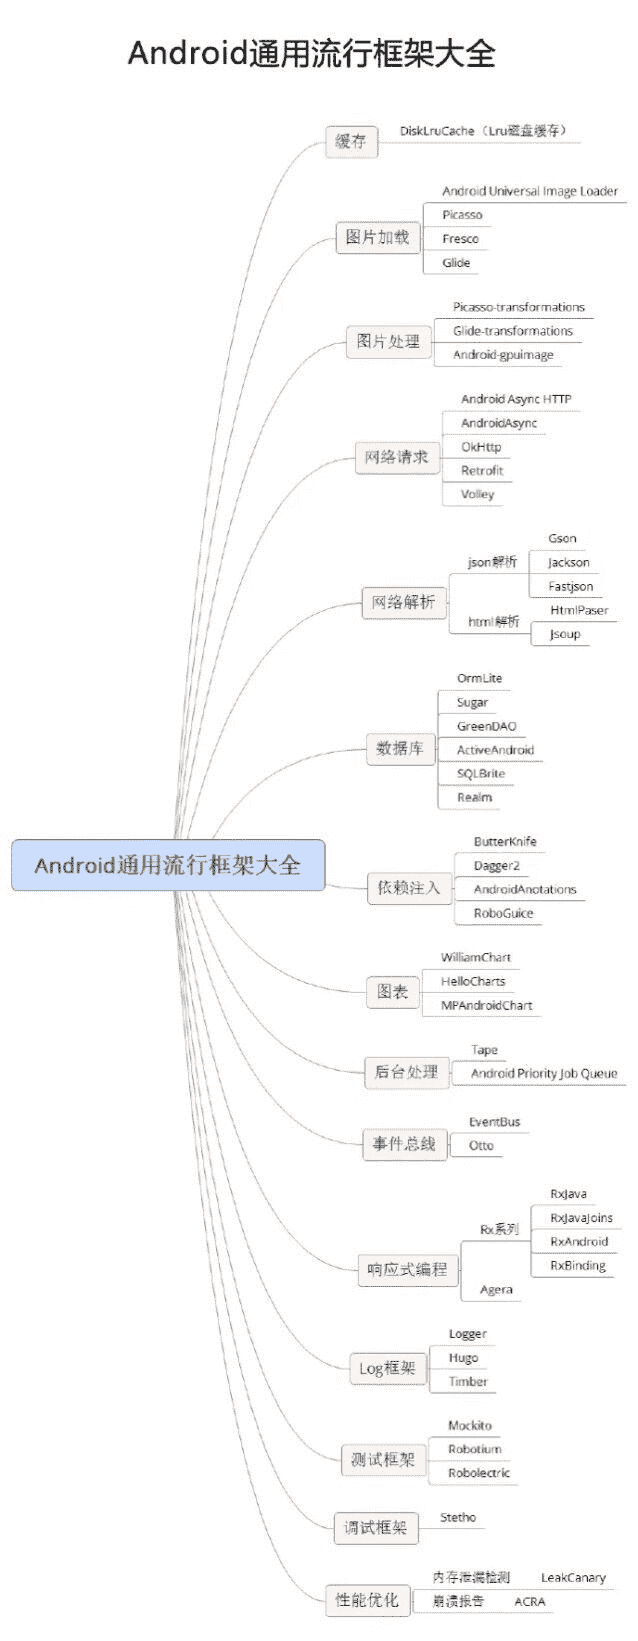 Android通用流行框架大全
缓存
DiskLruCache（Lru磁盘缓存）
图片加载
Android Universal Image Loader
Picasso
Fresco
Glide
图片处理
Picasso-transformations
Glide-transformations
Android-gpuimage
网络请求
Android Async HTTP
AndroidAsync
OkHttp
Retrofit
Volley
网络解析
json解析
Gson
Jackson
Fastjson
html解析
HtmlPaser
Jsoup
数据库
OrmLite
Sugar
GreenDAO
ActiveAndroid
SQLBrite
Realm
Android通用流行框架大全
依赖注入
ButterKnife
Dagger2
AndroidAnotations
RoboGuice
图表
WilliamChart
HelloCharts
MPAndroidChart
后台处理
Tape
Android Priority Job Queue
事件总线
EventBus
Otto
响应式编程
Rx系列
RxJava
RxJavaJoins
RxAndroid
RxBinding
Agera
Log框架
Logger
Hugo
Timber
测试框架
Mockito
Robotium
Robolectric
调试框架
Stetho
性能优化
内存泄漏检测 LeakCanary
崩溃报告 ACRA